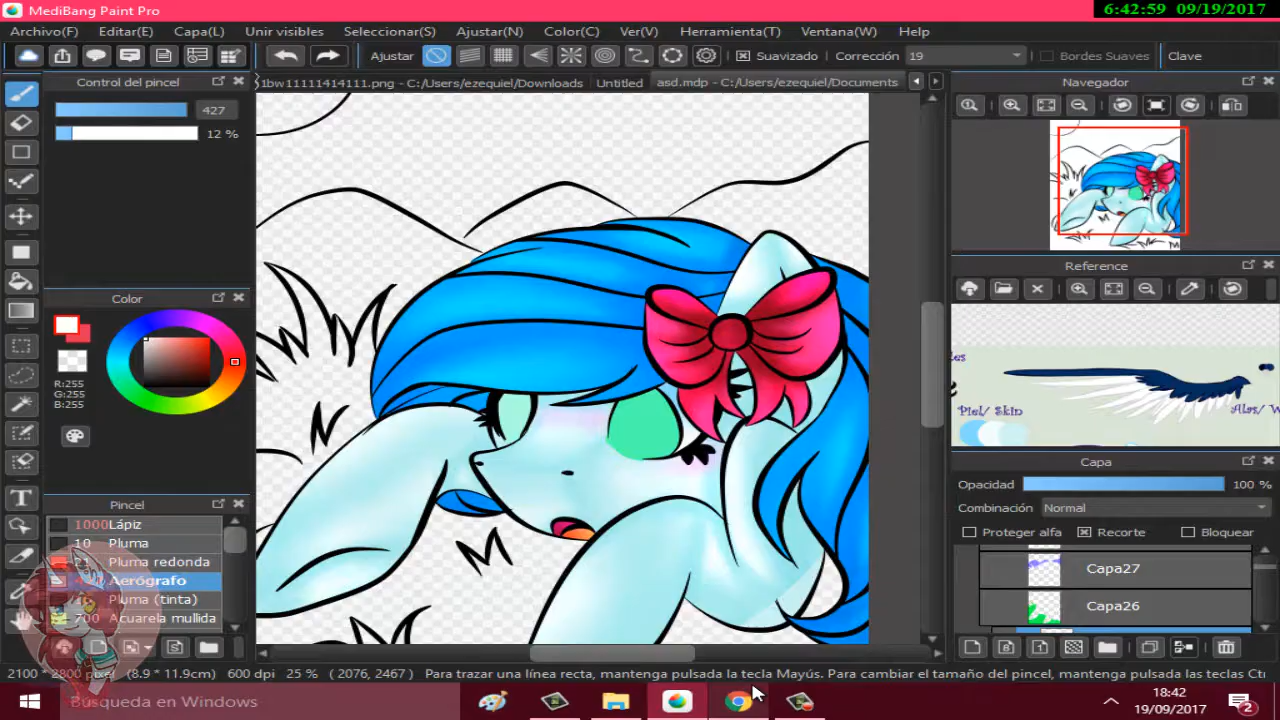 MediBang Paint Pro
6:42:59 09/19/2017
Archivo(F) Editar(E) Capa(L) Unir visibles Seleccionar(S) Ajustar(N) Color(C) Ver(V) Herramienta(T) Ventana(W) Help
Ajustar Suavizado Corrección 19 Bordes Suaves Clave
Control del pincel
1bw11111414111.png - C:/Users/ezequiel/Downloads Untitled asd.mdp - C:/Users/ezequiel/Documents
Navegador
427
12 %
Reference
Color
Piel/ Skin
Alas/ W
R:255
G:255
B:255
Capa
Opacidad 100 %
Combinación Normal
Proteger alfa Recorte Bloquear
Pincel
1000 Lápiz
10 Pluma
Pluma redonda
Aerógrafo
Pluma (tinta)
700 Acuarela mullida
Capa27
Capa26
2100 * 2800 px (8.9 * 11.9cm) 600 dpi 25 % (2076, 2467) Para trazar una línea recta, mantenga pulsada la tecla Mayús. Para cambiar el tamaño del pincel, mantenga pulsadas las teclas Ctr
Búsqueda en Windows
18:42
19/09/2017
2